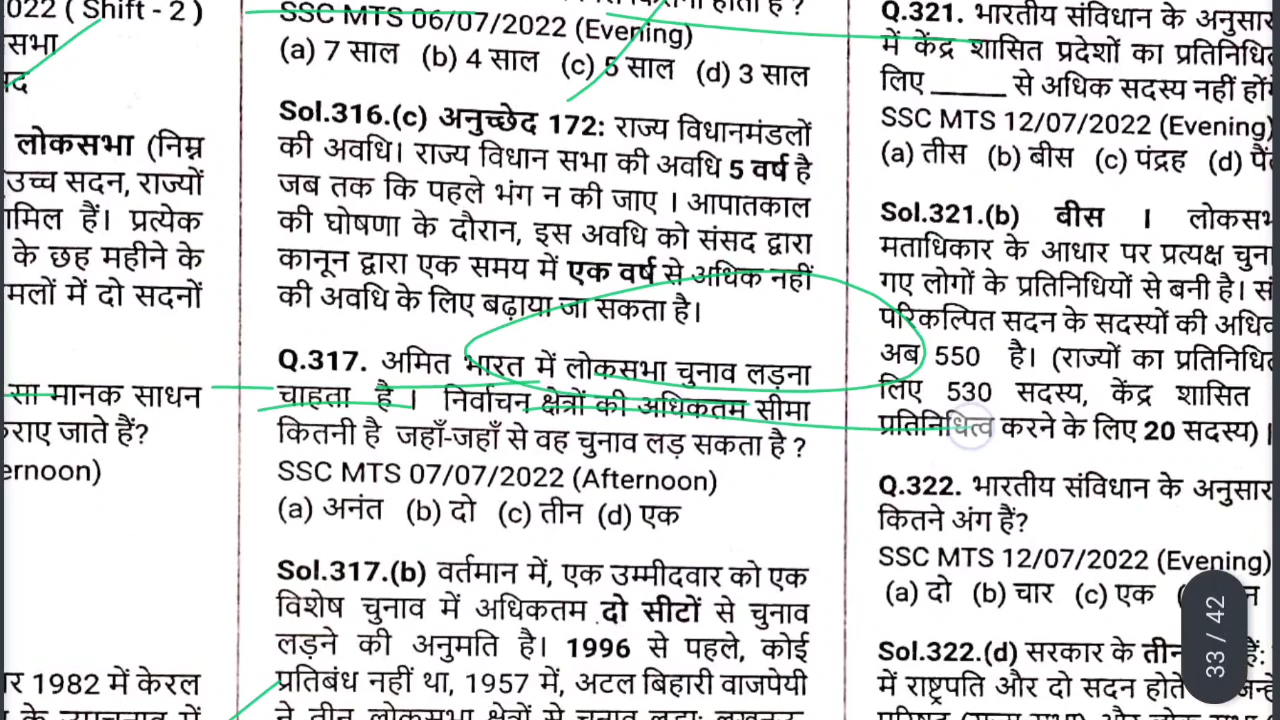 022 ( Shift - 2 )
सभा
लोकसभा (निम्न
उच्च सदन, राज्यों
ामिल हैं। प्रत्येक
के छह महीने के
मलों में दो सदनों
सा मानक साधन
कराए जाते हैं?
ernoon)
ार 1982 में केरल
SSC MTS 06/07/2022 (Evening)
(a) 7 साल (b) 4 साल (c) 5 साल (d) 3 साल
Sol.316.(c) अनुच्छेद 172: राज्य विधानमंडलों
की अवधि। राज्य विधान सभा की अवधि 5 वर्ष है
जब तक कि पहले भंग न की जाए । आपातकाल
की घोषणा के दौरान, इस अवधि को संसद द्वारा
कानून द्वारा एक समय में एक वर्ष से अधिक नहीं
की अवधि के लिए बढ़ाया जा सकता है।
Q.317. अमित भारत में लोकसभा चुनाव लड़ना
चाहता है । निर्वाचन क्षेत्रों की अधिकतम सीमा
कितनी है जहाँ-जहाँ से वह चुनाव लड़ सकता है ?
SSC MTS 07/07/2022 (Afternoon)
(a) अनंत (b) दो (c) तीन (d) एक
Sol.317.(b) वर्तमान में, एक उम्मीदवार को एक
विशेष चुनाव में अधिकतम दो सीटों से चुनाव
लड़ने की अनुमति है। 1996 से पहले, कोई
प्रतिबंध नहीं था, 1957 में, अटल बिहारी वाजपेयी
ने तीन लोकसभा क्षेत्रों से चुनाव लड़ा: लखनऊ,
Q.321. भारतीय संविधान के अनुसार
में केंद्र शासित प्रदेशों का प्रतिनिधित
लिए ______ से अधिक सदस्य नहीं होंगे
SSC MTS 12/07/2022 (Evening)
(a) तीस (b) बीस (c) पंद्रह (d)
Sol.321.(b) वीस । लोकसभ
मताधिकार के आधार पर प्रत्यक्ष चुना
गए लोगों के प्रतिनिधियों से बनी है। सं
परिकल्पित सदन के सदस्यों की अधिक
अब 550 है। (राज्यों का प्रतिनिधित
लिए 530 सदस्य, केंद्र शासित
प्रतिनिधित्व करने के लिए 20 सदस्य) ।
Q.322. भारतीय संविधान के अनुसार
कितने अंग हैं?
SSC MTS 12/07/2022 (Evening)
(a) दो (b) चार (c) एक
Sol.322.(d) सरकार के तीन हैं:
में राष्ट्रपति और दो सदन होते
33 / 42